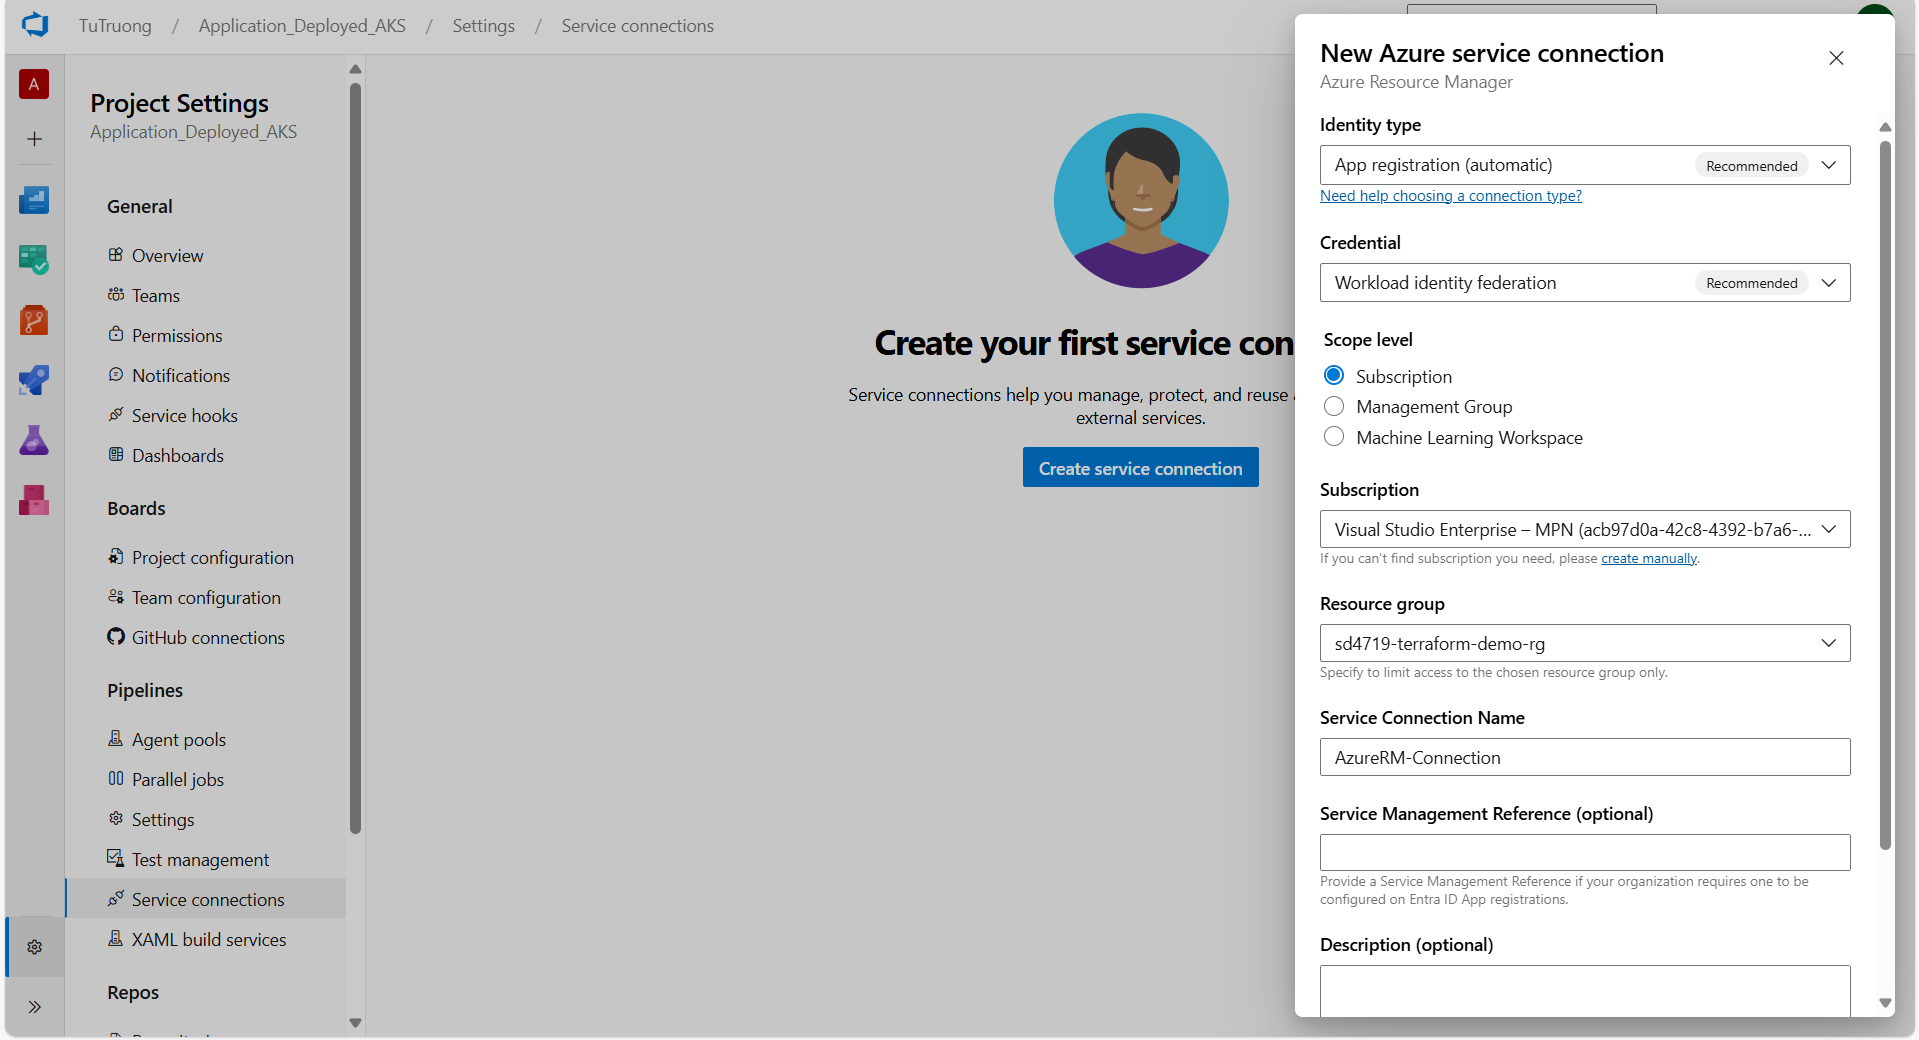 TuTruong / Application_Deployed_AKS / Settings / Service connections
A
Project Settings
Application_Deployed_AKS
General
Overview
Teams
Permissions
Notifications
Service hooks
Dashboards
Boards
Project configuration
Team configuration
GitHub connections
Pipelines
Agent pools
Parallel jobs
Settings
Test management
Service connections
XAML build services
Repos
Create your first service con
Service connections help you manage, protect, and reuse
external services.
Create service connection
New Azure service connection
Azure Resource Manager
Identity type
App registration (automatic) Recommended
Need help choosing a connection type?
Credential
Workload identity federation Recommended
Scope level
Subscription
Management Group
Machine Learning Workspace
Subscription
Visual Studio Enterprise – MPN (acb97d0a-42c8-4392-b7a6-...
If you can't find subscription you need, please create manually.
Resource group
sd4719-terraform-demo-rg
Specify to limit access to the chosen resource group only.
Service Connection Name
AzureRM-Connection
Service Management Reference (optional)
Provide a Service Management Reference if your organization requires one to be
configured on Entra ID App registrations.
Description (optional)